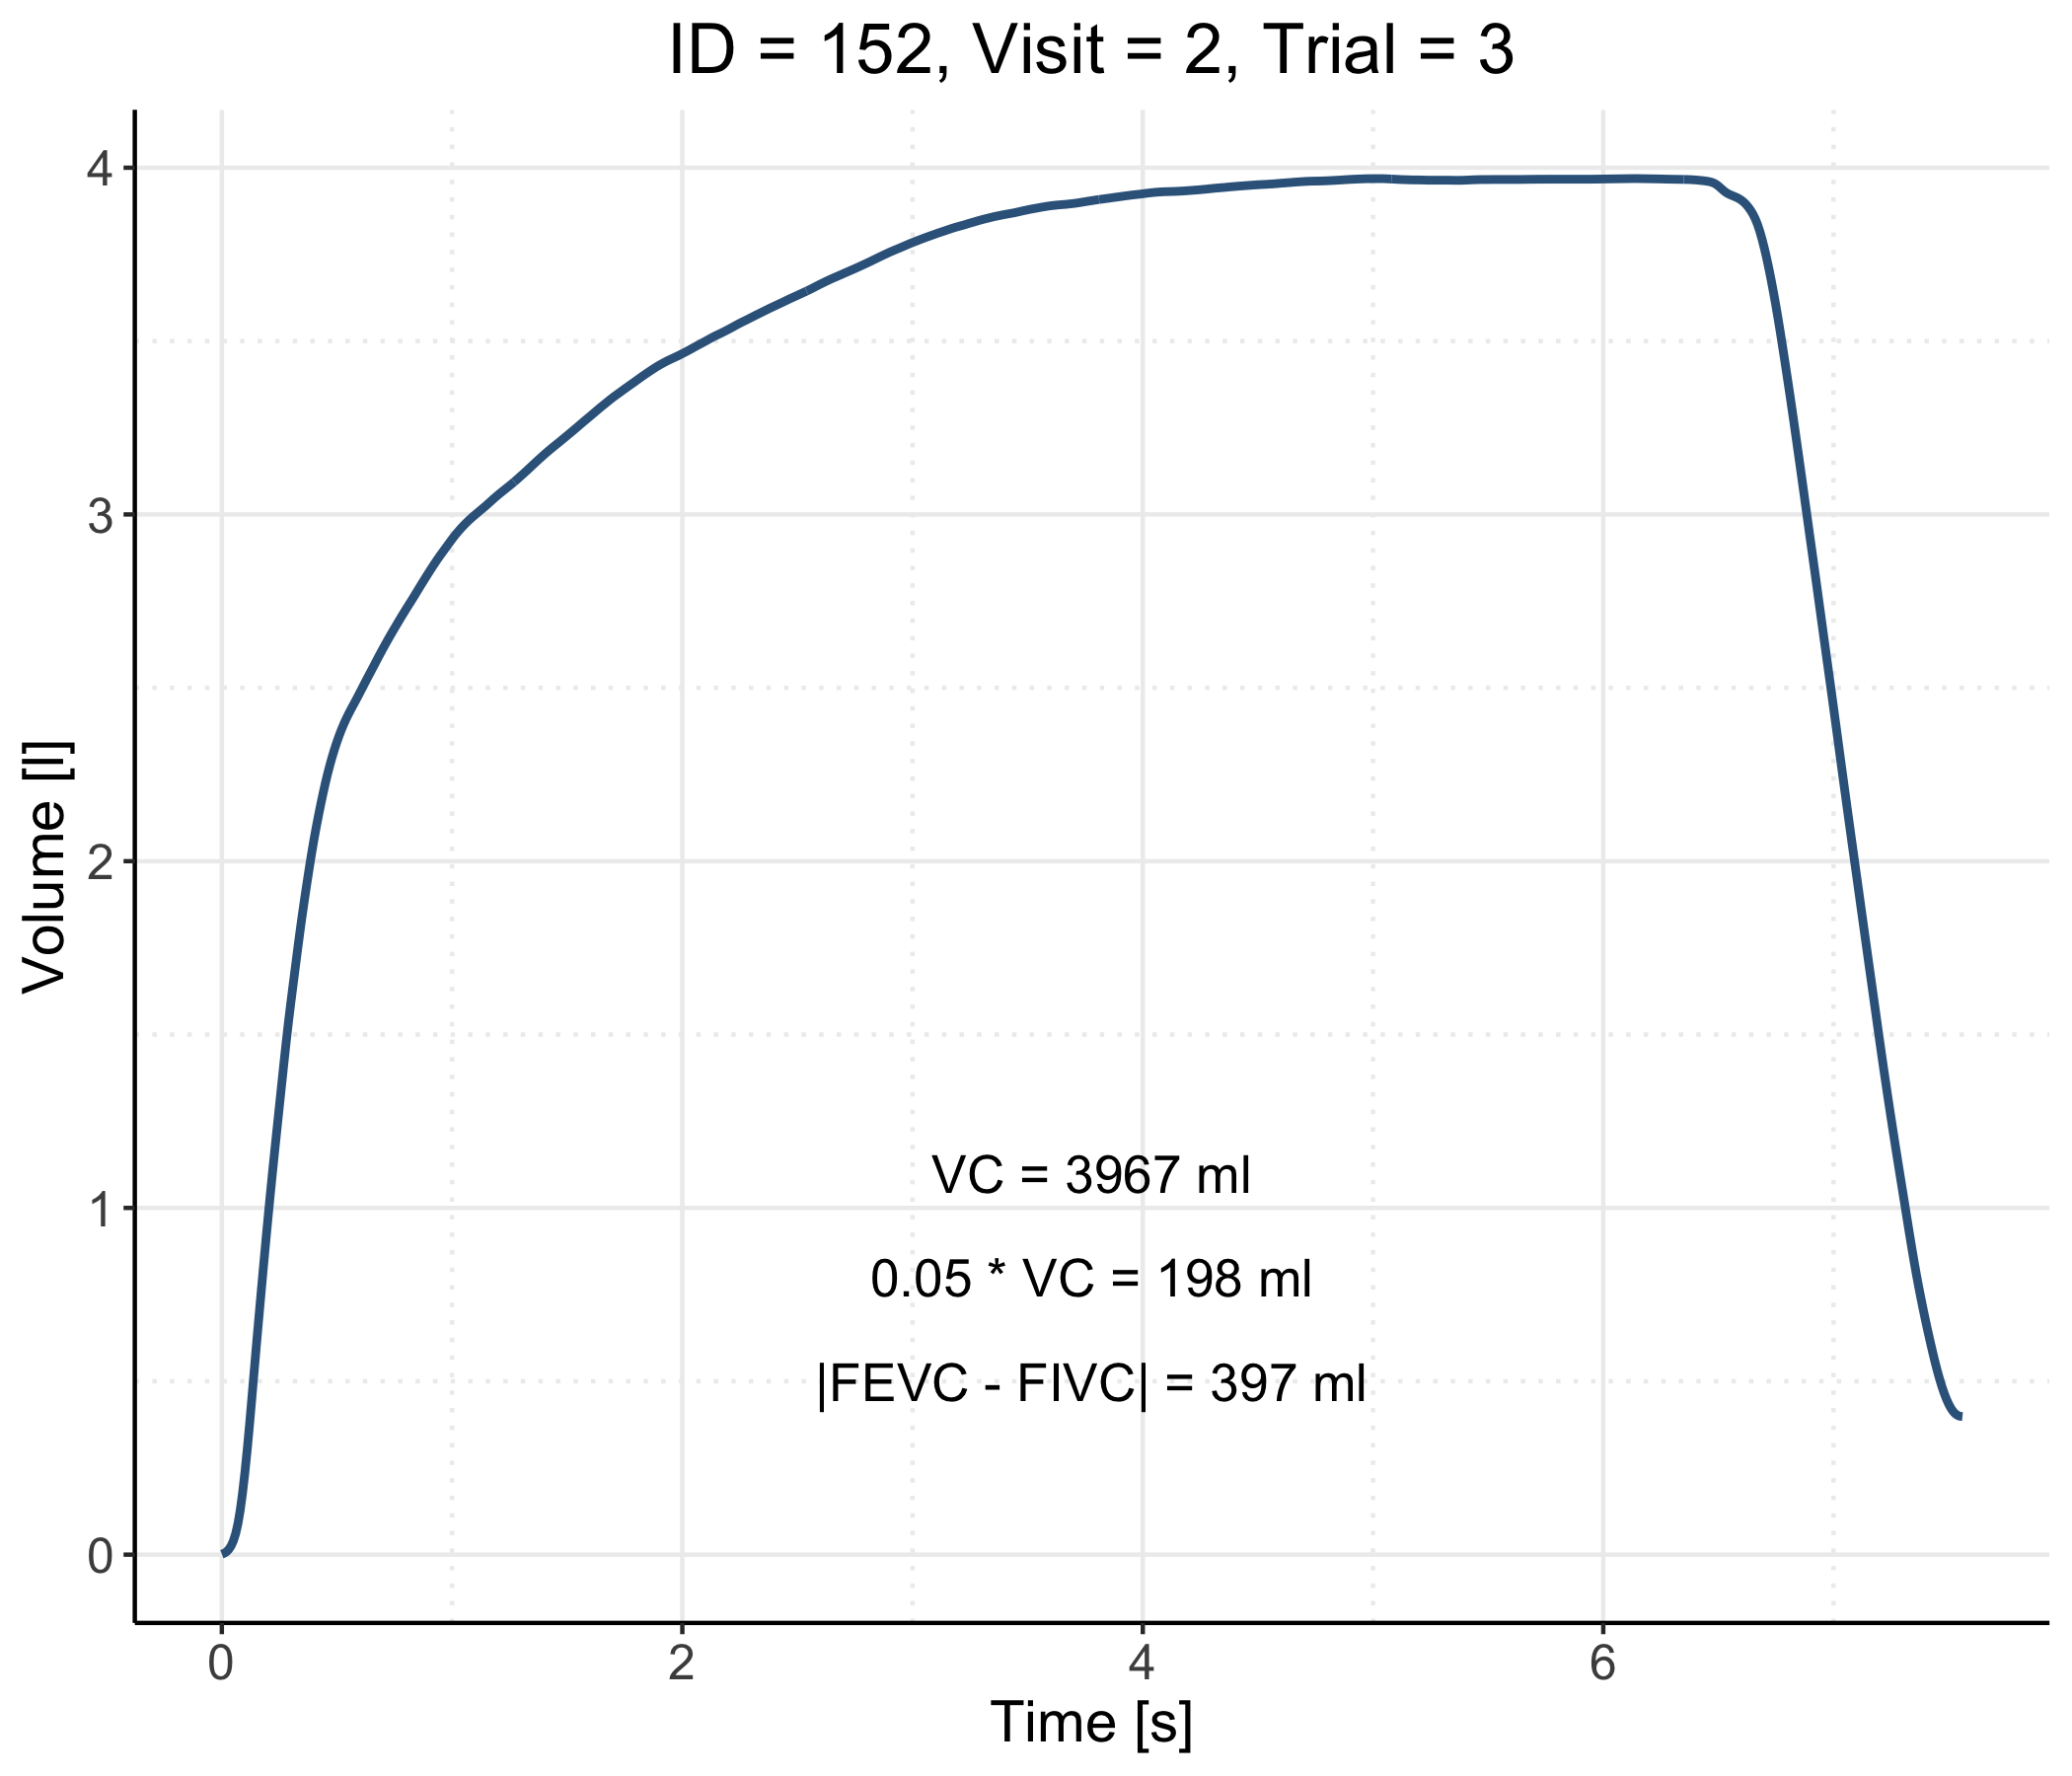 ID = 152, Visit = 2, Trial = 3
4
3
2
1
0
Volume [l]
VC = 3967 ml
0.05 * VC = 198 ml
|FEVC - FIVC| = 397 ml
0 2 4 6
Time [s]